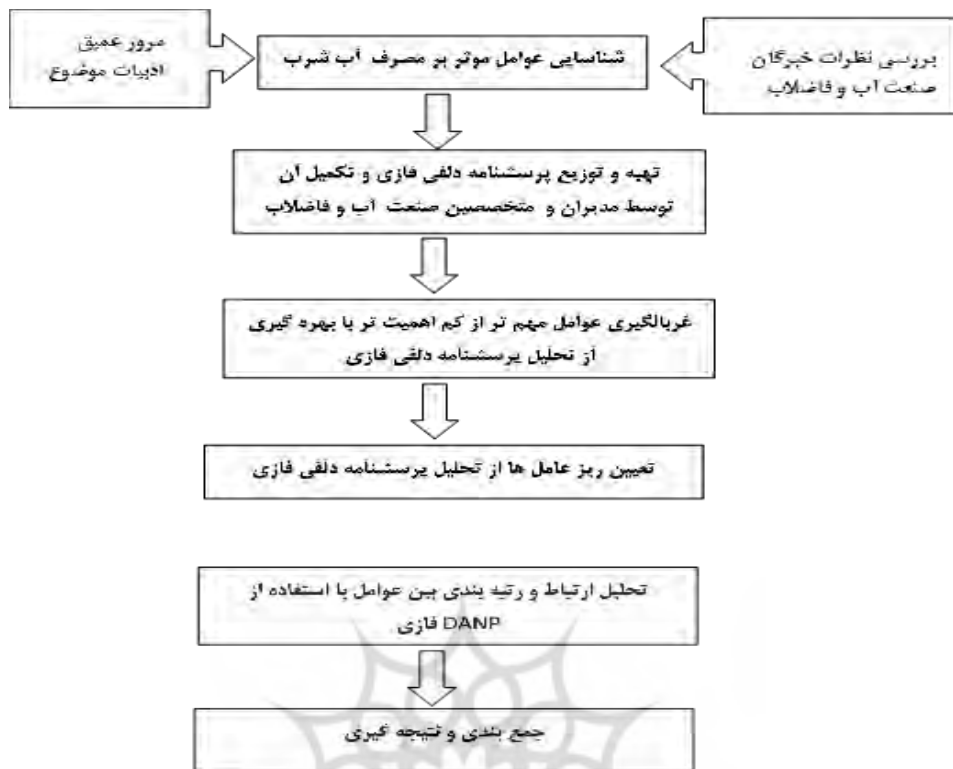 مرور عمیق
ادبیات موضوع
شناسایی عوامل موثر بر مصرف آب شرب
بررسی نظرات خبرگان
صنعت آب و فاضلاب
تهیه و توزیع پرسشنامه دلفی فازی و تکمیل آن
توسط مدیران و متخصصین صنعت آب و فاضلاب
غربالگیری عوامل مهم تر از کم اهمیت تر با بهره گیری
از تحلیل پرسشنامه دلفی فازی
تعیین ریز عامل ها از تحلیل پرسشنامه دلفی فازی
تحلیل ارتباط و رتبه بندی بین عوامل با استفاده از
DANP فازی
جمع بندی و نتیجه گیری